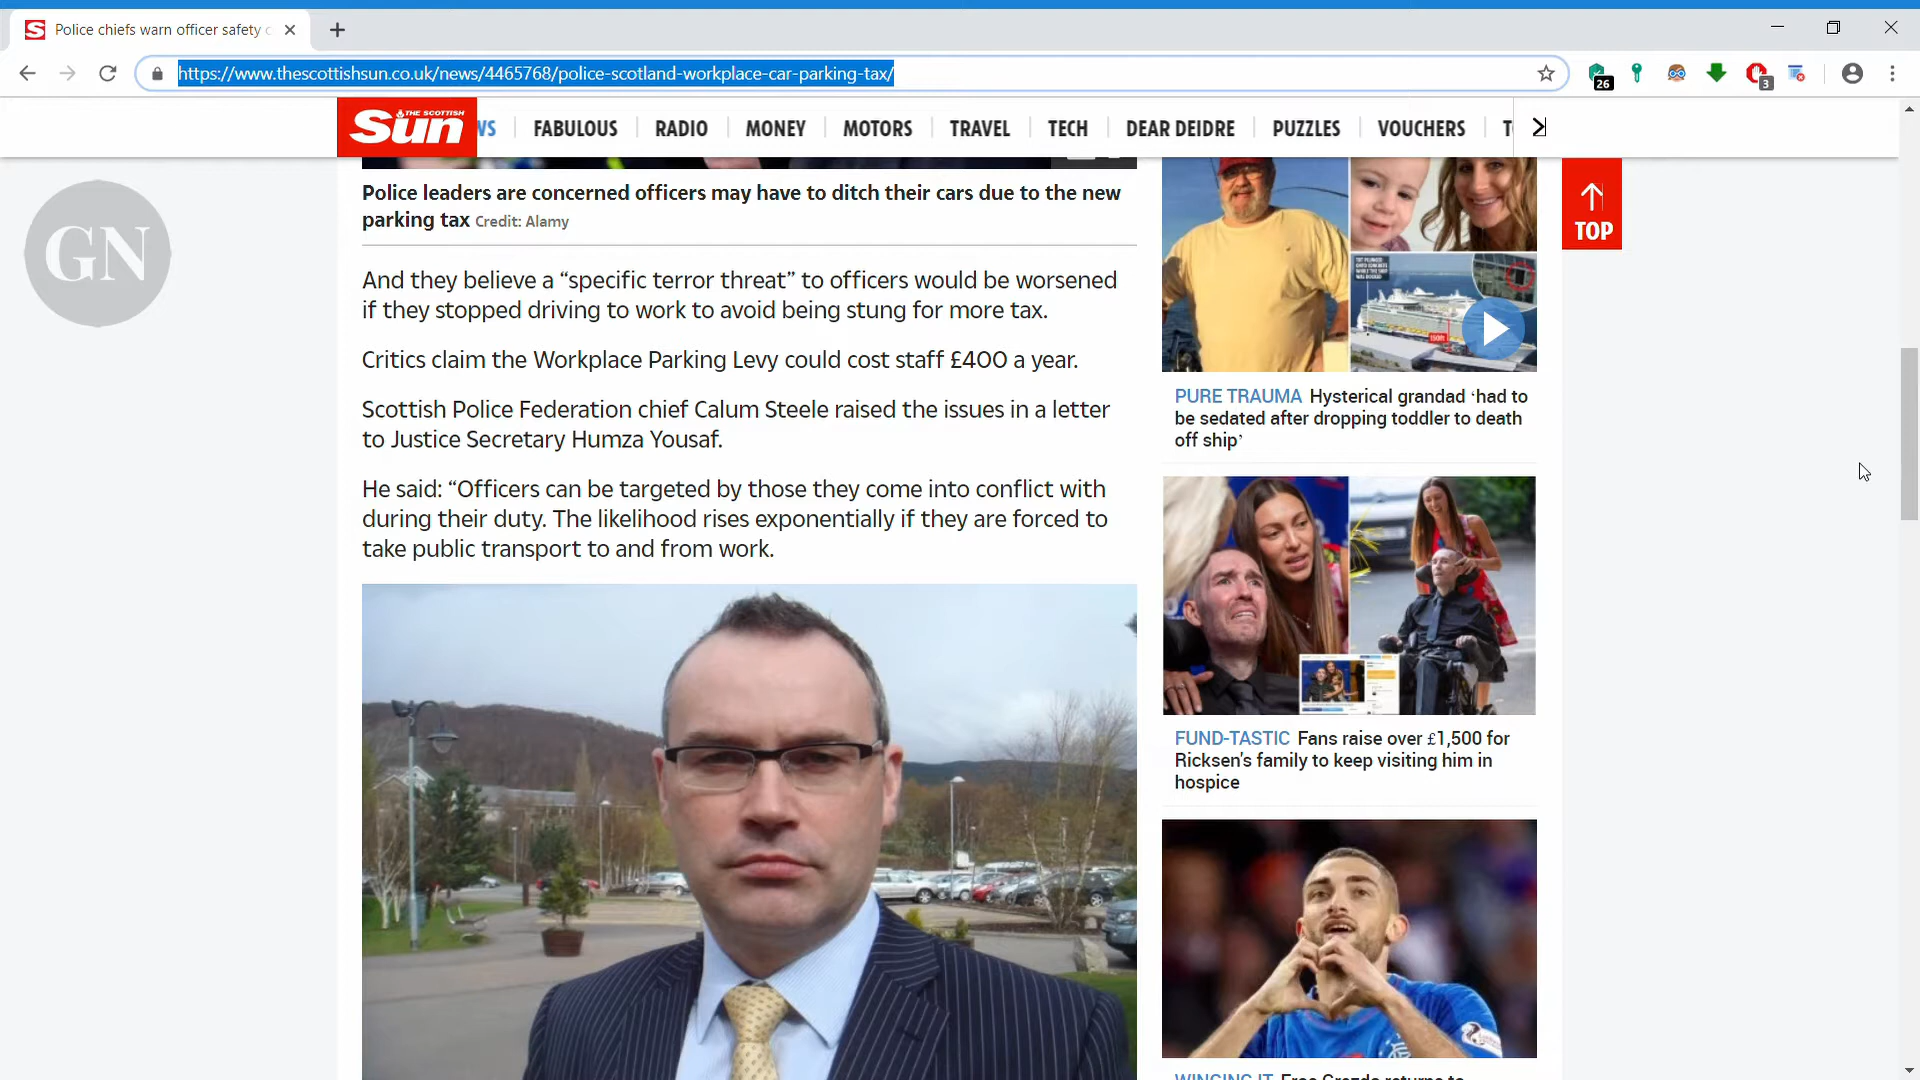 Police chiefs warn officer safety c
https://www.thescottishsun.co.uk/news/4465768/police-scotland-workplace-car-parking-tax/
26
3
THE SCOTTISH
Sun
WS
FABULOUS
RADIO
MONEY
MOTORS
TRAVEL
TECH
DEAR DEIDRE
PUZZLES
VOUCHERS
GN
TOP
Police leaders are concerned officers may have to ditch their cars due to the new
parking tax Credit: Alamy
And they believe a “specific terror threat” to officers would be worsened
if they stopped driving to work to avoid being stung for more tax.
Critics claim the Workplace Parking Levy could cost staff £400 a year.
Scottish Police Federation chief Calum Steele raised the issues in a letter
to Justice Secretary Humza Yousaf.
He said: “Officers can be targeted by those they come into conflict with
during their duty. The likelihood rises exponentially if they are forced to
take public transport to and from work.
PURE TRAUMA Hysterical grandad ‘had to
be sedated after dropping toddler to death
off ship’
FUND-TASTIC Fans raise over £1,500 for
Ricksen's family to keep visiting him in
hospice